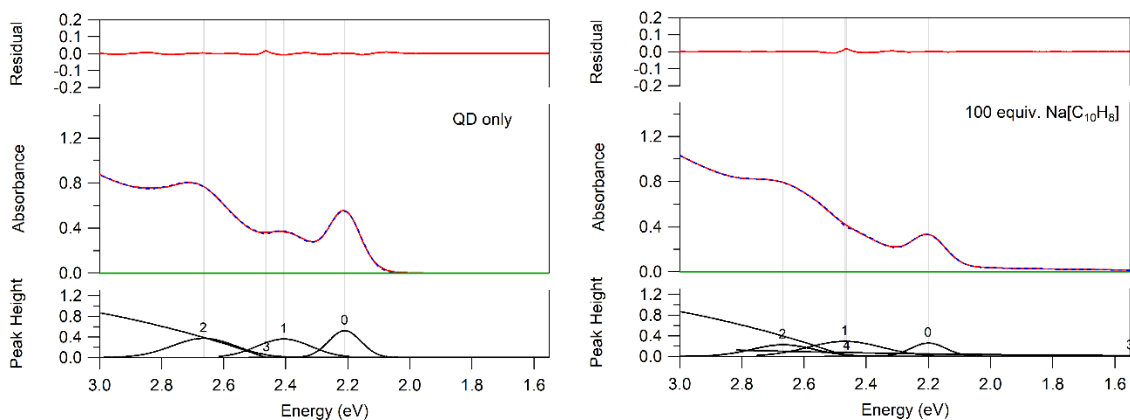 Residual
0.2
0.1
0.0
-0.1
-0.2
Absorbance
1.2
0.8
0.4
0.0
QD only
Peak Height
1.2
0.8
0.4
0.0
2
3
1
0
3.0 2.8 2.6 2.4 2.2 2.0 1.8 1.6
Energy (eV)
Residual
0.2
0.1
0.0
-0.1
-0.2
Absorbance
1.2
0.8
0.4
0.0
100 equiv. Na[C₁₀H₈]
Peak Height
1.2
0.8
0.4
0.0
2
1
4
0
3
3.0 2.8 2.6 2.4 2.2 2.0 1.8 1.6
Energy (eV)